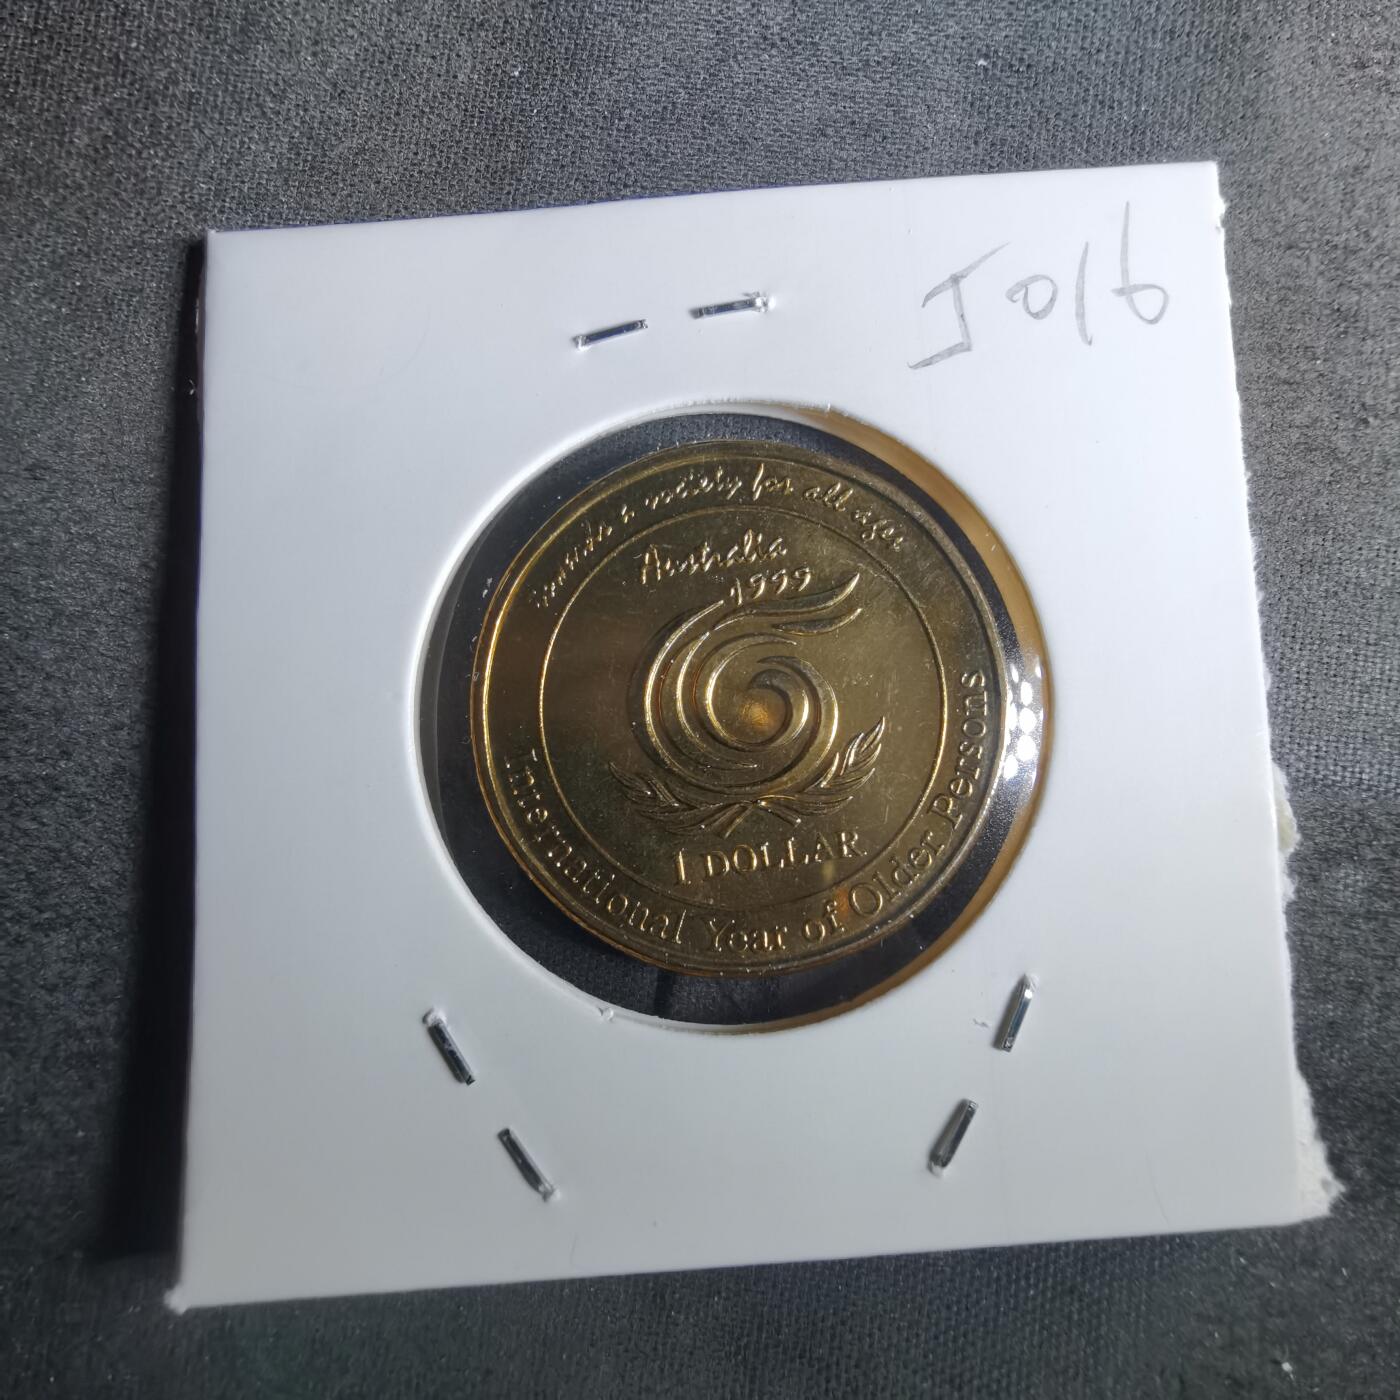 J016
towards a society for all ages
Australia
1999
1 DOLLAR
International Year of Older Persons